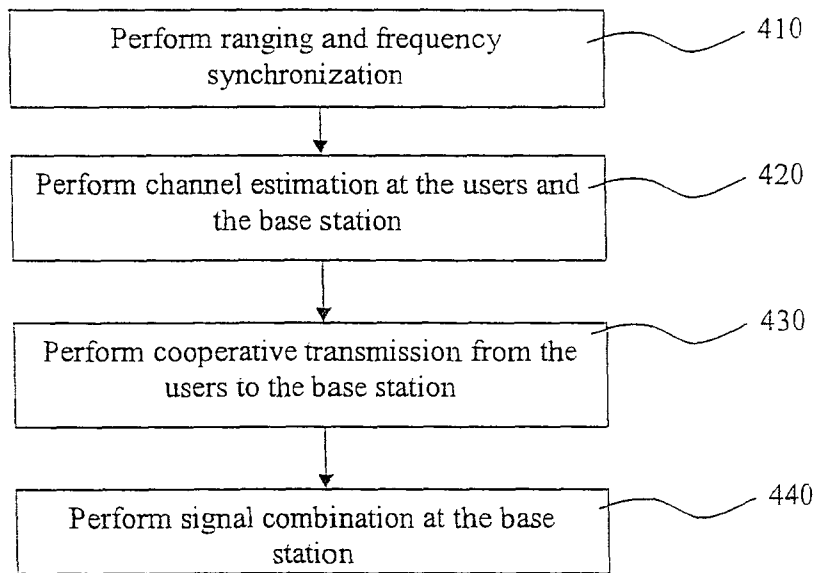 Perform ranging and frequency
synchronization
410
Perform channel estimation at the users and
the base station
420
Perform cooperative transmission from the
users to the base station
430
Perform signal combination at the base
station
440